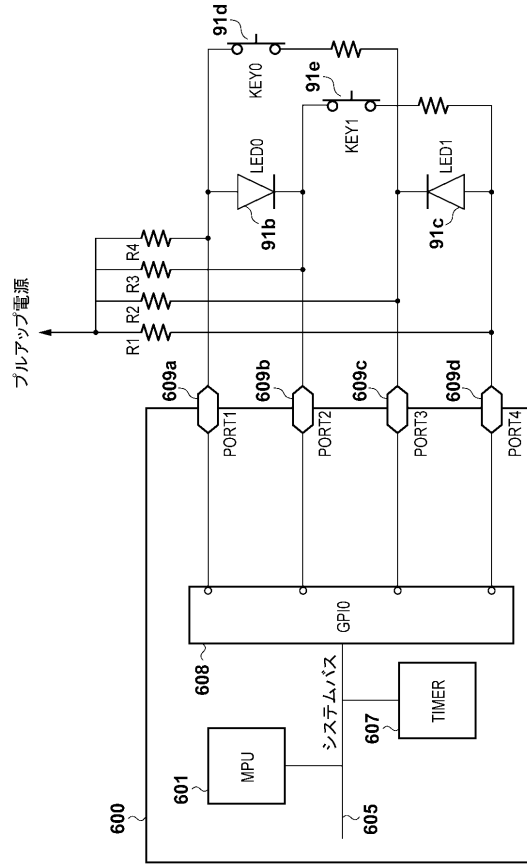 プルアップ電源
600
R1
R2
R3
R4
609a
PORT1
601
MPU
608
GPIO
LED0
91b
91d
KEY0
609b
PORT2
システムバス
605
607
TIMER
91e
KEY1
609c
PORT3
LED1
91c
609d
PORT4